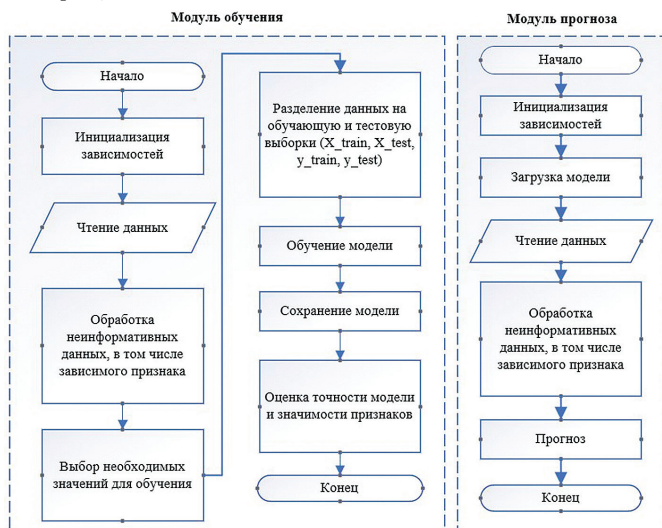 Модуль обучения
Начало
Инициализация
зависимостей
Чтение данных
Обработка
неинформативных
данных, в том числе
зависимого признака
Выбор необходимых
значений для обучения
Разделение данных на
обучающую и тестовую
выборки (X_train, X_test,
y_train, y_test)
Обучение модели
Сохранение модели
Оценка точности модели
и значимости признаков
Конец
Модуль прогноза
Начало
Инициализация
зависимостей
Загрузка модели
Чтение данных
Обработка
неинформативных
данных, в том числе
зависимого признака
Прогноз
Конец